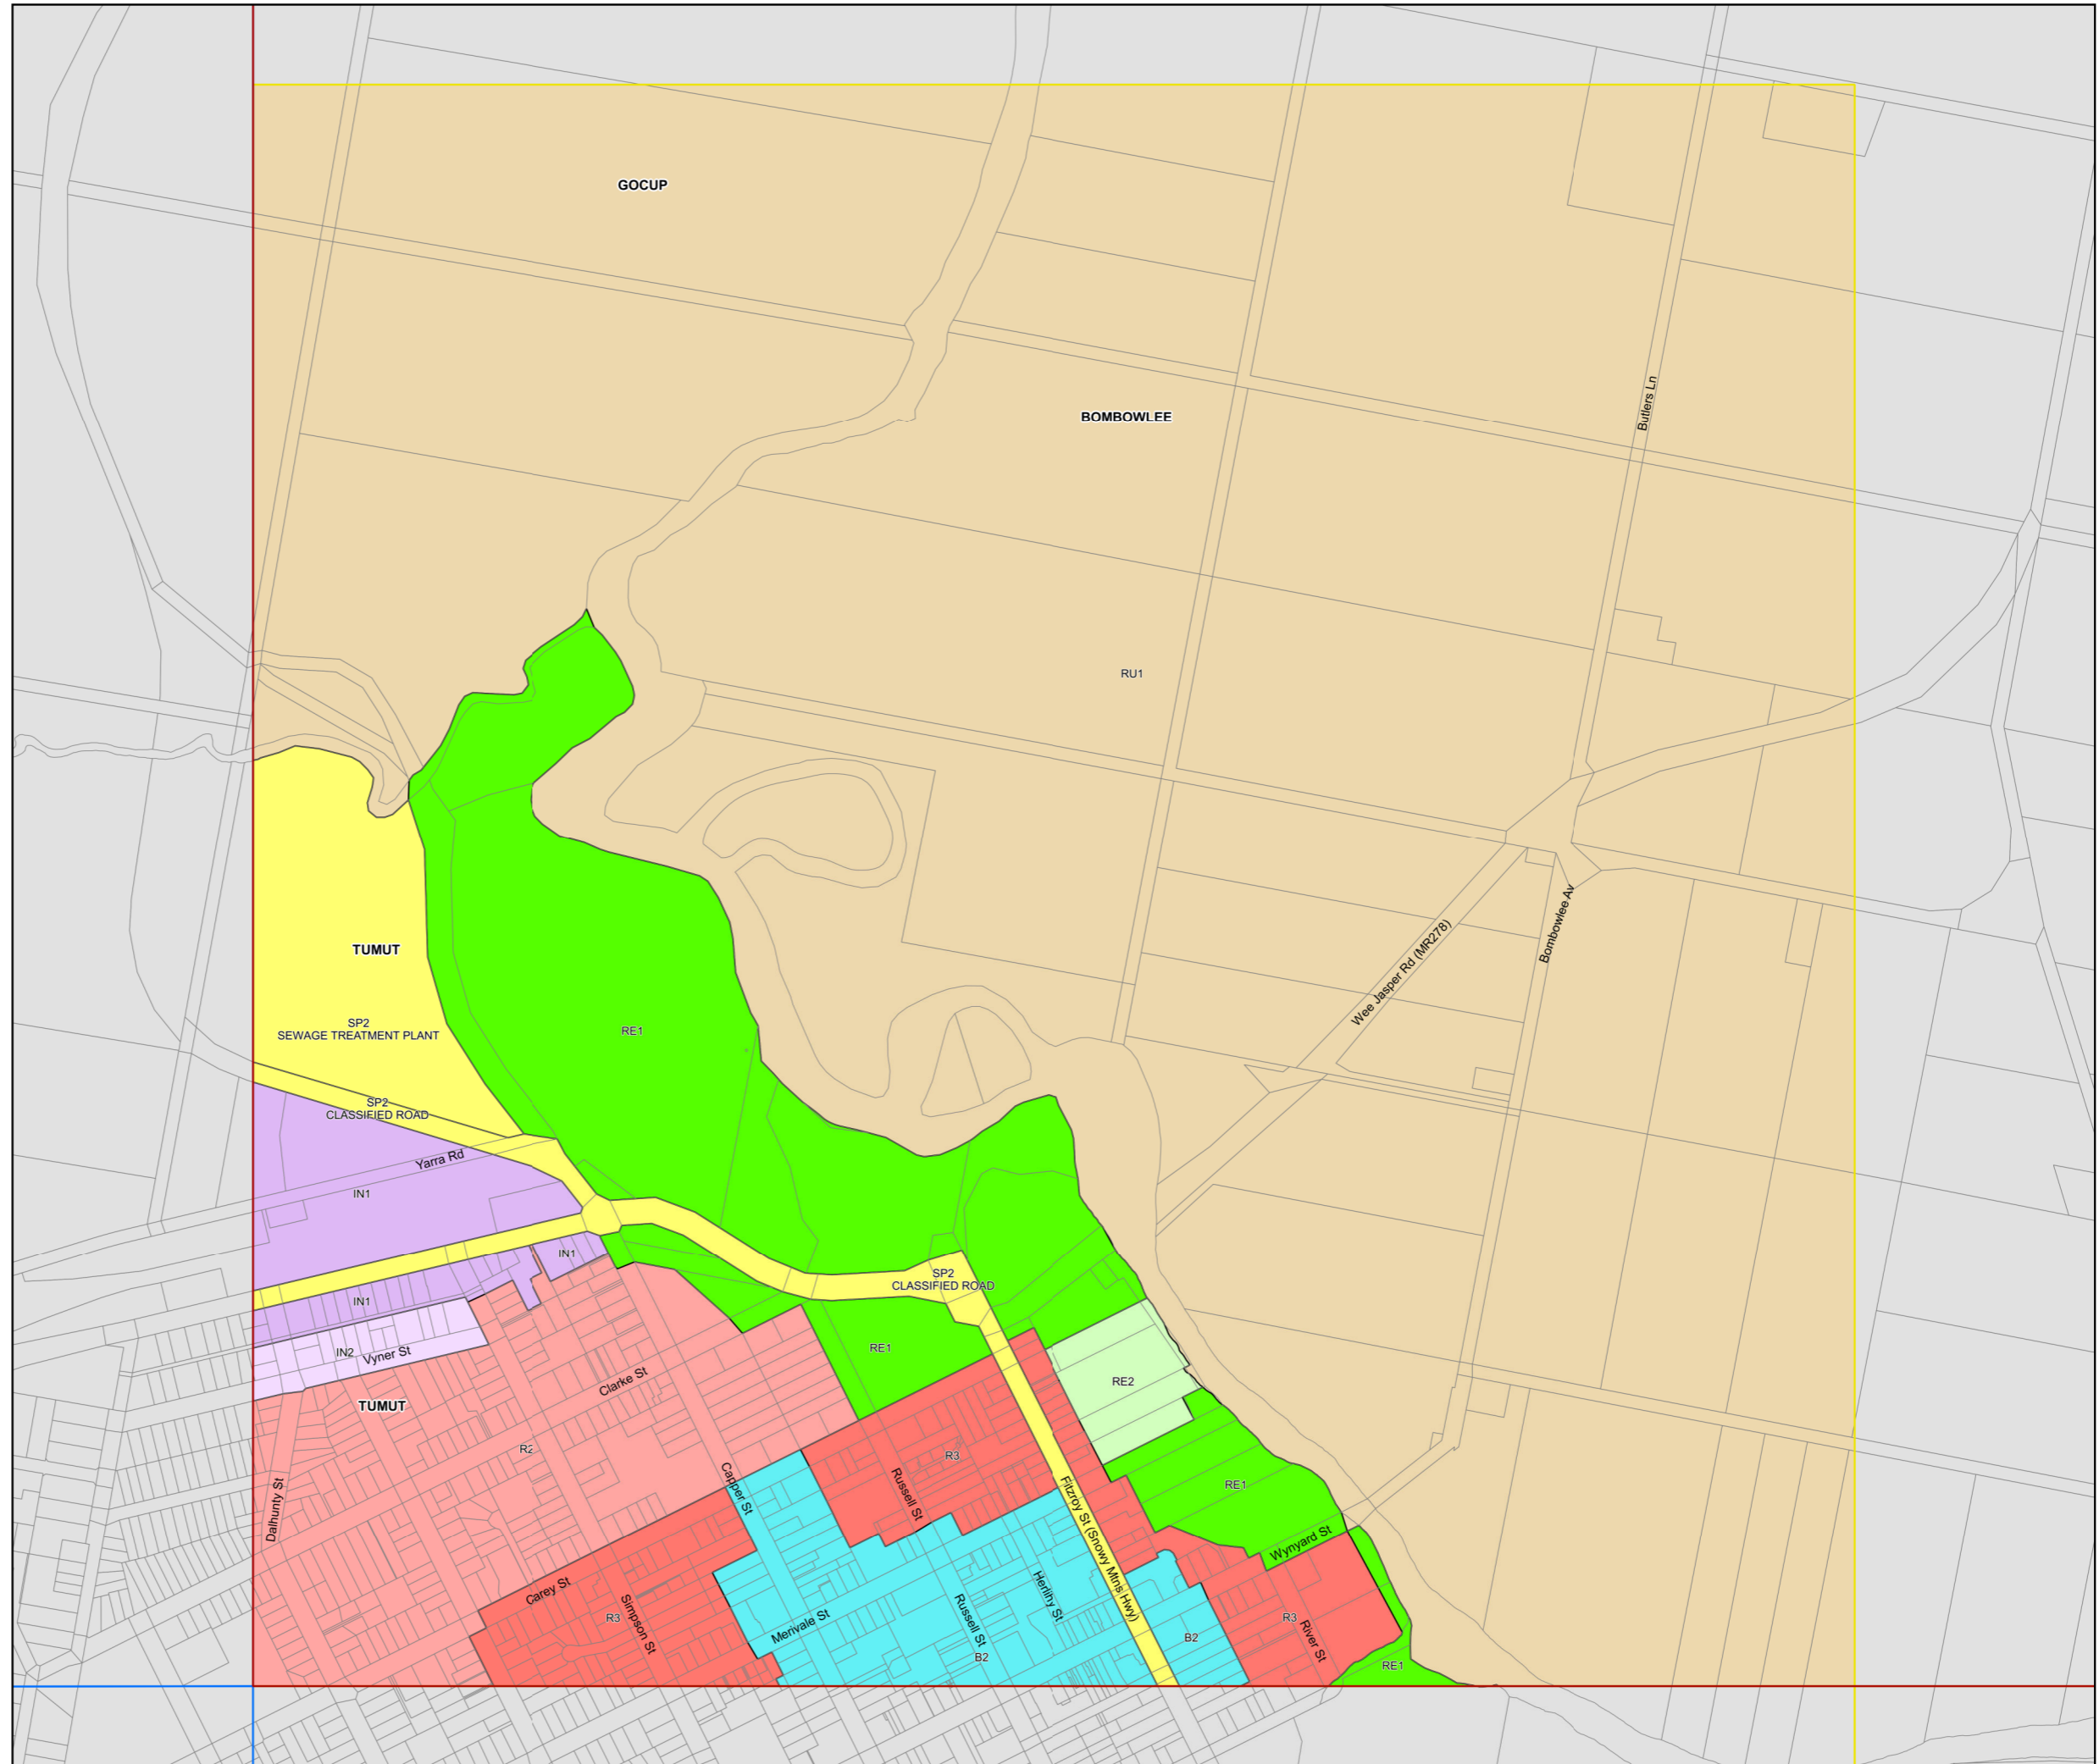 GOCUP
BOMBOWLEE
Butlers Ln
RU1
Bombowlee Av
Wee Jasper Rd (MR278)
TUMUT
SP2
SEWAGE TREATMENT PLANT
RE1
SP2
CLASSIFIED ROAD
Yarra Rd
IN1
IN1
SP2
CLASSIFIED ROAD
IN1
IN2
Vyner St
RE1
RE2
Clarke St
TUMUT
R2
R3
Capper St
Russell St
Dalhunty St
Fitzroy St (Snowy Mtns Hwy)
RE1
Wynyard St
Carey St
R3
Simpson St
Merivale St
Herlihy St
Russell St
B2
B2
R3
River St
RE1